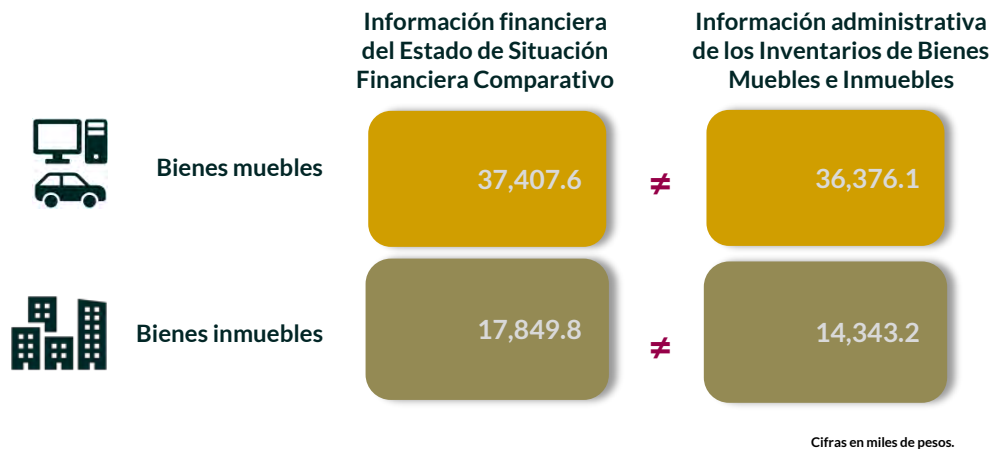 Información financiera
del Estado de Situación
Financiera Comparativo
Información administrativa
de los Inventarios de Bienes
Muebles e Inmuebles
Bienes muebles
37,407.6
≠
36,376.1
Bienes inmuebles
17,849.8
≠
14,343.2
Cifras en miles de pesos.